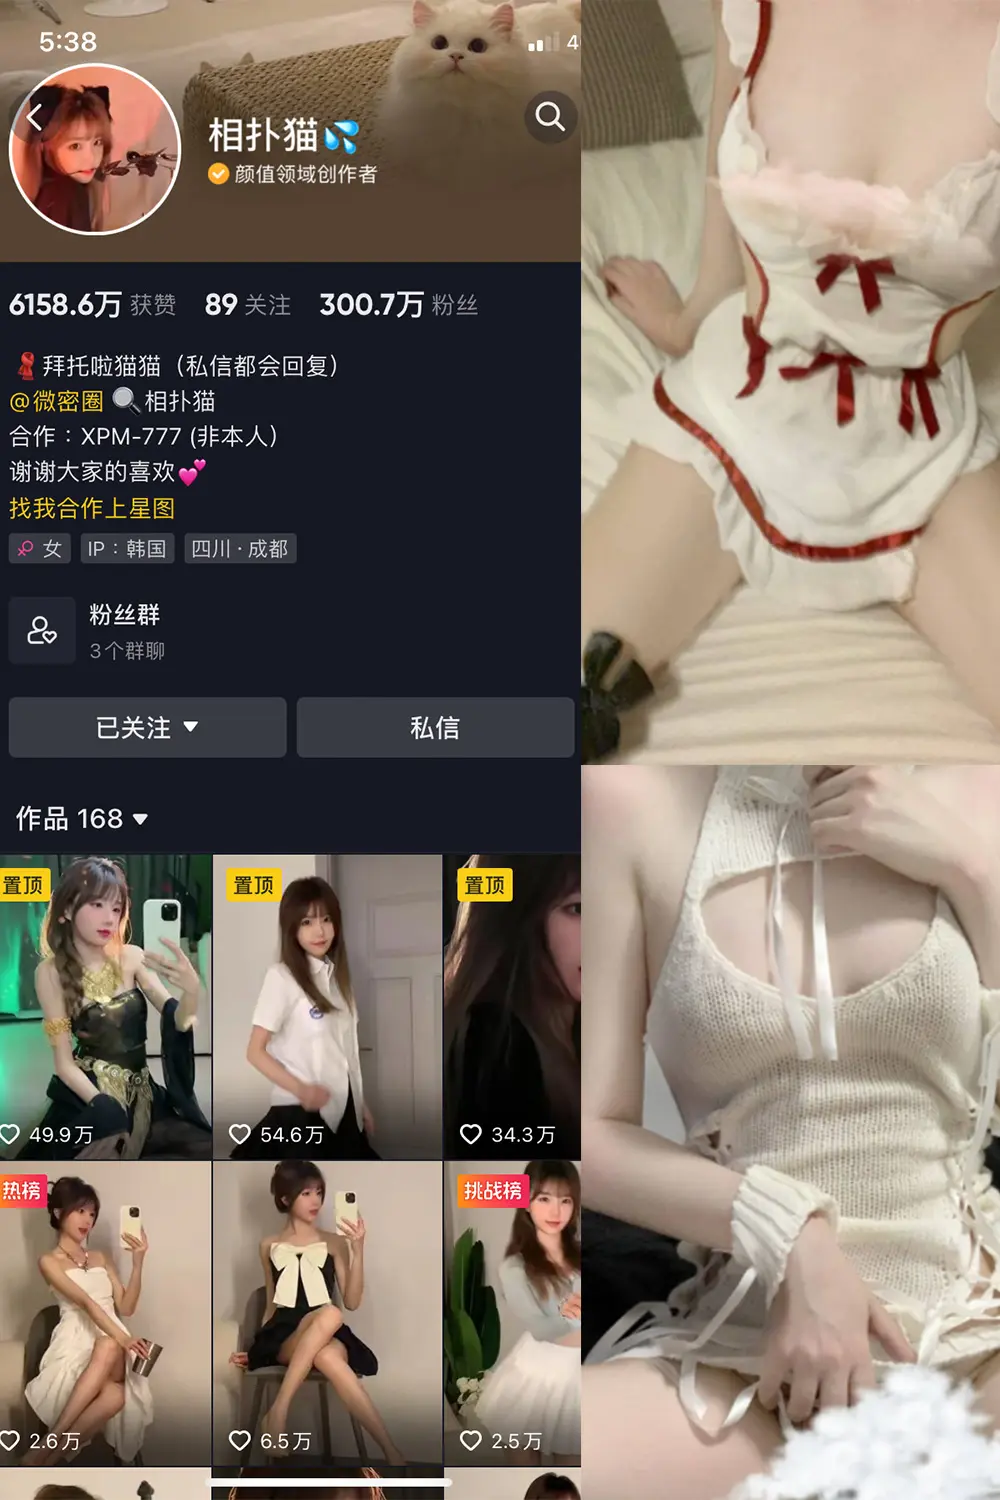 5:38
4
相扑猫💦
颜值领域创作者
6158.6万 获赞 89 关注 300.7万 粉丝
🧣拜托啦猫猫（私信都会回复）
@微密圈 🔍相扑猫
合作：XPM-777 (非本人)
谢谢大家的喜欢💕
找我合作上星图
女 IP：韩国 四川·成都
粉丝群
3个群聊
已关注 私信
作品 168
置顶 置顶 置顶
49.9万 54.6万 34.3万
热榜 挑战榜
2.6万 6.5万 2.5万